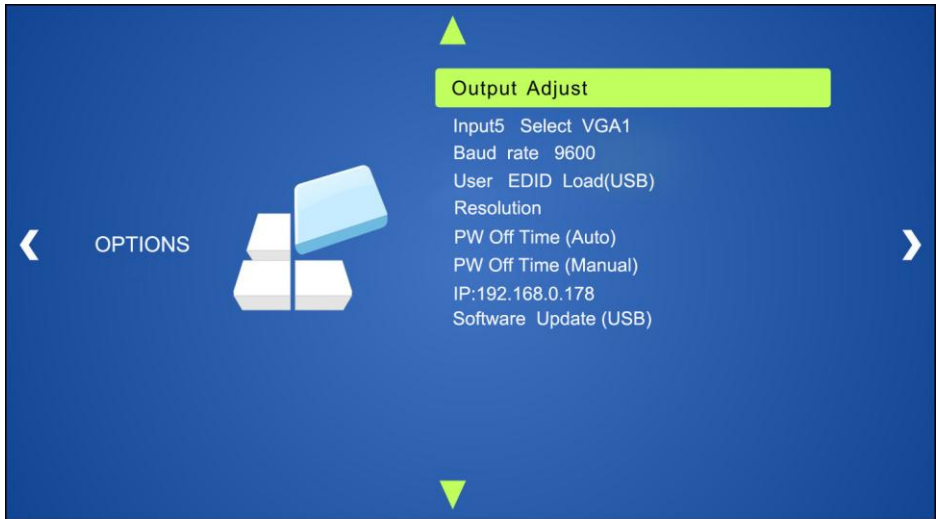 OPTIONS
Output Adjust
Input5 Select VGA1
Baud rate 9600
User EDID Load(USB)
Resolution
PW Off Time (Auto)
PW Off Time (Manual)
IP:192.168.0.178
Software Update (USB)